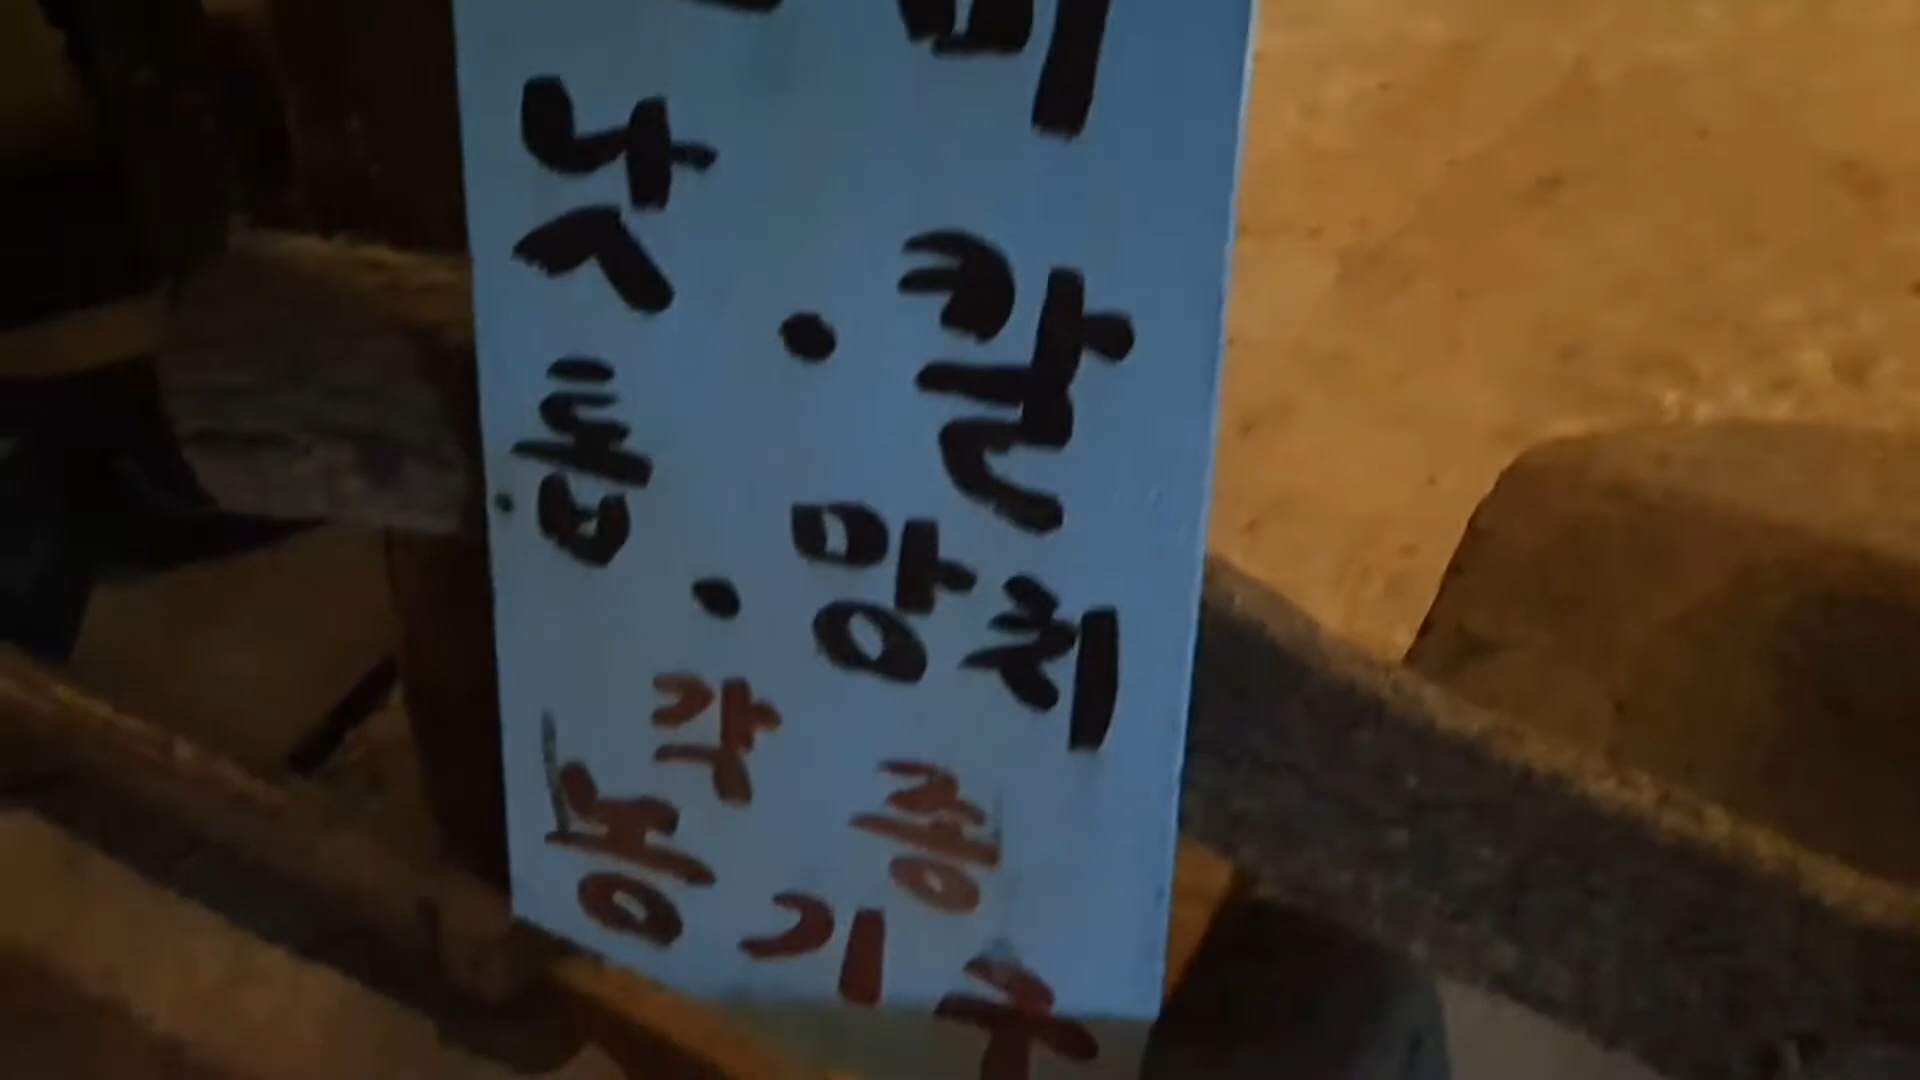 낫 . 칼
톱 . 망치
각종
농기구